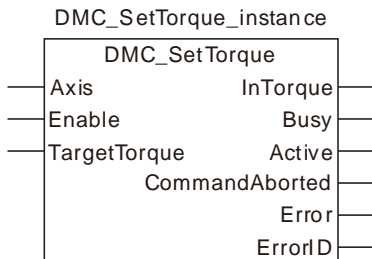 DMC_SetTorque_instance
DMC_SetTorque
Axis InTorque
Enable Busy
TargetTorque Active
CommandAborted
Error
ErrorID